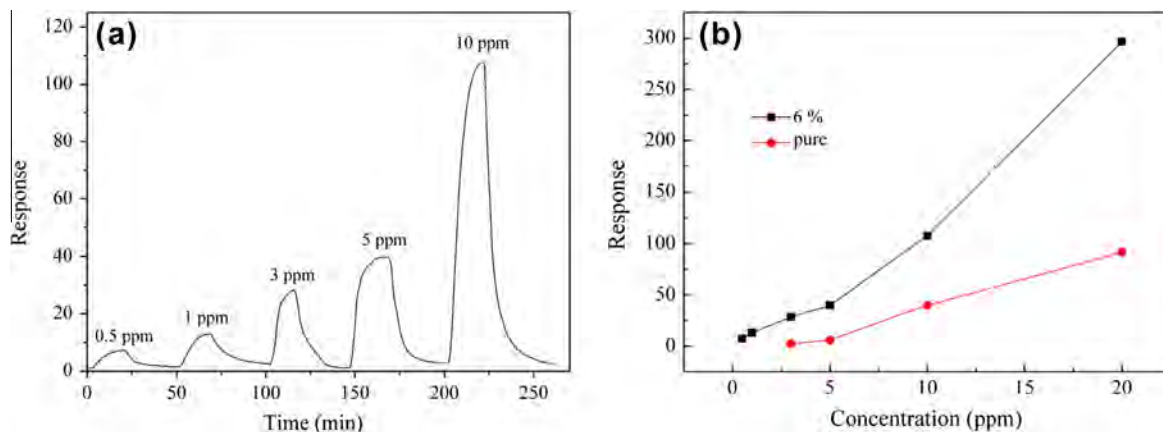 (a)
120
100
80
60
40
20
0
Response
0.5 ppm
1 ppm
3 ppm
5 ppm
10 ppm
0 50 100 150 200 250
Time (min)
(b)
300
250
200
150
100
50
0
Response
6 %
pure
0 5 10 15 20
Concentration (ppm)